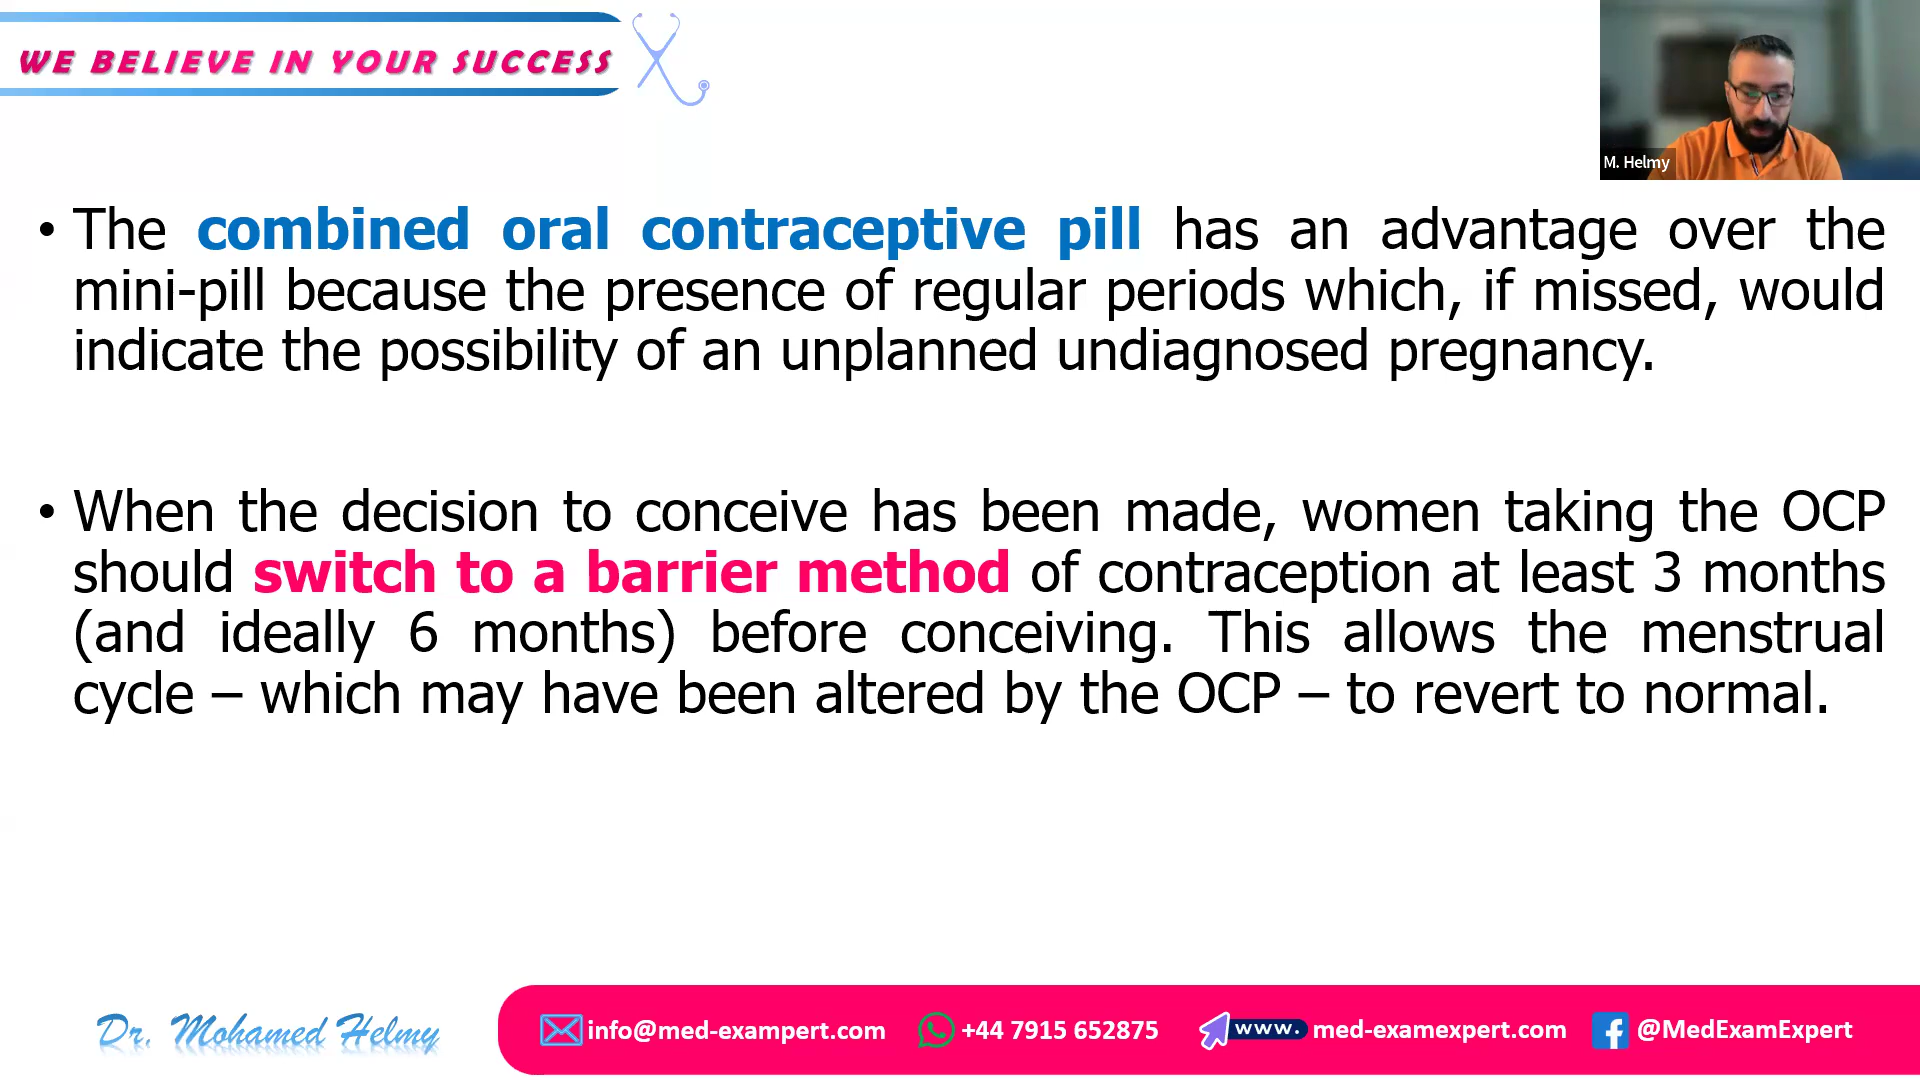 WE BELIEVE IN YOUR SUCCESS
M. Helmy
• The combined oral contraceptive pill has an advantage over the
mini-pill because the presence of regular periods which, if missed, would
indicate the possibility of an unplanned undiagnosed pregnancy.
• When the decision to conceive has been made, women taking the OCP
should switch to a barrier method of contraception at least 3 months
(and ideally 6 months) before conceiving. This allows the menstrual
cycle – which may have been altered by the OCP – to revert to normal.
Dr. Mohamed Helmy
info@med-exampert.com
+44 7915 652875
www. med-examexpert.com
@MedExamExpert